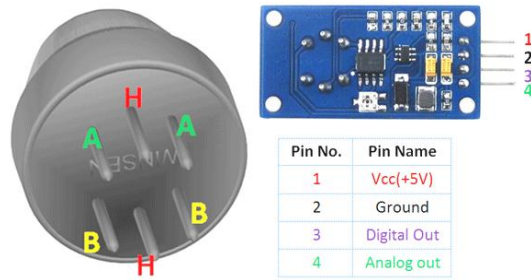 H
A
A
WINSEN
B
B
H
1
2
3
4
Pin No. Pin Name
1 Vcc(+5V)
2 Ground
3 Digital Out
4 Analog out